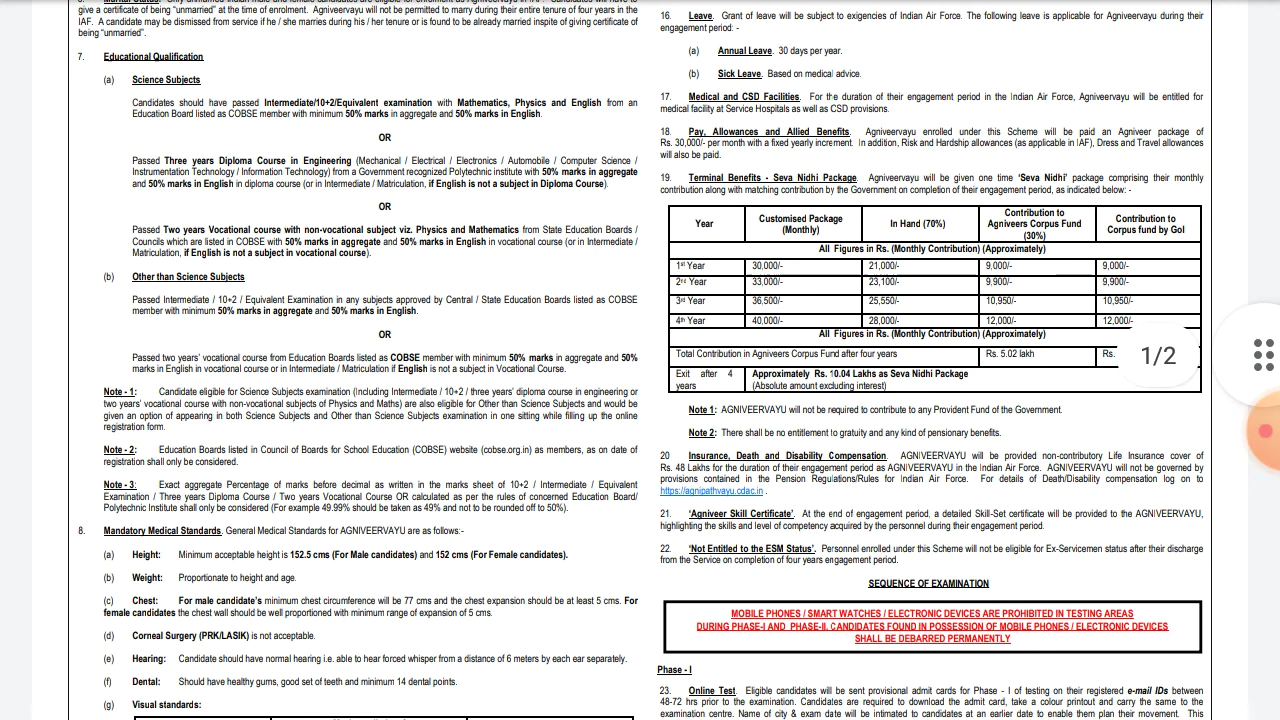 give a certificate of being "unmarried" at the time of enrolment. Agniveervayu will not be permitted to marry during their entire tenure of four years in the
IAF. A candidate may be dismissed from service if he / she marries during his / her tenure or is found to be already married inspite of giving certificate of
being "unmarried".
7. Educational Qualification
(a) Science Subjects
Candidates should have passed Intermediate/10+2/Equivalent examination with Mathematics, Physics and English from an
Education Board listed as COBSE member with minimum 50% marks in aggregate and 50% marks in English.
OR
Passed Three years Diploma Course in Engineering (Mechanical / Electrical / Electronics / Automobile / Computer Science /
Instrumentation Technology / Information Technology) from a Government recognized Polytechnic institute with 50% marks in aggregate
and 50% marks in English in diploma course (or in Intermediate / Matriculation, if English is not a subject in Diploma Course).
OR
Passed Two years Vocational course with non-vocational subject viz. Physics and Mathematics from State Education Boards /
Councils which are listed in COBSE with 50% marks in aggregate and 50% marks in English in vocational course (or in Intermediate /
Matriculation, if English is not a subject in vocational course).
(b) Other than Science Subjects
Passed Intermediate / 10+2 / Equivalent Examination in any subjects approved by Central / State Education Boards listed as COBSE
member with minimum 50% marks in aggregate and 50% marks in English.
OR
Passed two years' vocational course from Education Boards listed as COBSE member with minimum 50% marks in aggregate and 50%
marks in English in vocational course or in Intermediate / Matriculation if English is not a subject in Vocational Course.
Note - 1: Candidate eligible for Science Subjects examination (including Intermediate / 10+2 / three years' diploma course in engineering or
two years' vocational course with non-vocational subjects of Physics and Maths) are also eligible for Other than Science Subjects and would be
given an option of appearing in both Science Subjects and Other than Science Subjects examination in one sitting while filling up the online
registration form.
Note - 2: Education Boards listed in Council of Boards for School Education (COBSE) website (cobse.org.in) as members, as on date of
registration shall only be considered.
Note - 3: Exact aggregate Percentage of marks before decimal as written in the marks sheet of 10+2 / Intermediate / Equivalent
Examination / Three years Diploma Course / Two years Vocational Course OR calculated as per the rules of concerned Education Board/
Polytechnic Institute shall only be considered (For example 49.99% should be taken as 49% and not to be rounded off to 50%).
8. Mandatory Medical Standards. General Medical Standards for AGNIVEERVAYU are as follows:-
(a) Height: Minimum acceptable height is 152.5 cms (For Male candidates) and 152 cms (For Female candidates).
(b) Weight: Proportionate to height and age.
(c) Chest: For male candidate's minimum chest circumference will be 77 cms and the chest expansion should be at least 5 cms. For
female candidates the chest wall should be well proportioned with minimum range of expansion of 5 cms.
(d) Corneal Surgery (PRK/LASIK) is not acceptable.
(e) Hearing: Candidate should have normal hearing i.e. able to hear forced whisper from a distance of 6 meters by each ear separately.
(f) Dental: Should have healthy gums, good set of teeth and minimum 14 dental points.
(g) Visual standards:
16. Leave. Grant of leave will be subject to exigencies of Indian Air Force. The following leave is applicable for Agniveervayu during their
engagement period: -
(a) Annual Leave. 30 days per year.
(b) Sick Leave. Based on medical advice.
17. Medical and CSD Facilities. For the duration of their engagement period in the Indian Air Force, Agniveervayu will be entitled for
medical facility at Service Hospitals as well as CSD provisions.
18. Pay, Allowances and Allied Benefits. Agniveervayu enrolled under this Scheme will be paid an Agniveer package of
Rs. 30,000/- per month with a fixed yearly increment. In addition, Risk and Hardship allowances (as applicable in IAF), Dress and Travel allowances
will also be paid.
19. Terminal Benefits - Seva Nidhi Package. Agniveervayu will be given one time 'Seva Nidhi' package comprising their monthly
contribution along with matching contribution by the Government on completion of their engagement period, as indicated below: -
Year Customised Package (Monthly) In Hand (70%) Contribution to Agniveers Corpus Fund (30%) Contribution to Corpus fund by GoI
All Figures in Rs. (Monthly Contribution) (Approximately)
1st Year 30,000/- 21,000/- 9,000/- 9,000/-
2nd Year 33,000/- 23,100/- 9,900/- 9,900/-
3rd Year 36,500/- 25,550/- 10,950/- 10,950/-
4th Year 40,000/- 28,000/- 12,000/- 12,000/-
All Figures in Rs. (Monthly Contribution) (Approximately)
Total Contribution in Agniveers Corpus Fund after four years Rs. 5.02 lakh Rs.
1/2
Exit after 4 years Approximately Rs. 10.04 Lakhs as Seva Nidhi Package
(Absolute amount excluding interest)
Note 1: AGNIVEERVAYU will not be required to contribute to any Provident Fund of the Government.
Note 2: There shall be no entitlement to gratuity and any kind of pensionary benefits.
20 Insurance, Death and Disability Compensation. AGNIVEERVAYU will be provided non-contributory Life Insurance cover of
Rs. 48 Lakhs for the duration of their engagement period as AGNIVEERVAYU in the Indian Air Force. AGNIVEERVAYU will not be governed by
provisions contained in the Pension Regulations/Rules for Indian Air Force. For details of Death/Disability compensation log on to
https://agnipathvayu.cdac.in .
21. 'Agniveer Skill Certificate'. At the end of engagement period, a detailed Skill-Set certificate will be provided to the AGNIVEERVAYU,
highlighting the skills and level of competency acquired by the personnel during their engagement period.
22. 'Not Entitled to the ESM Status'. Personnel enrolled under this Scheme will not be eligible for Ex-Servicemen status after their discharge
from the Service on completion of four years engagement period.
SEQUENCE OF EXAMINATION
MOBILE PHONES / SMART WATCHES / ELECTRONIC DEVICES ARE PROHIBITED IN TESTING AREAS
DURING PHASE-I AND PHASE-II. CANDIDATES FOUND IN POSSESSION OF MOBILE PHONES / ELECTRONIC DEVICES
SHALL BE DEBARRED PERMANENTLY
Phase - I
23. Online Test. Eligible candidates will be sent provisional admit cards for Phase - I of testing on their registered e-mail IDs between
48-72 hrs prior to the examination. Candidates are required to download the admit card, take a colour printout and carry the same to the
examination centre. Name of city & exam date will be intimated to candidates at an earlier date to enable them plan their movement. This